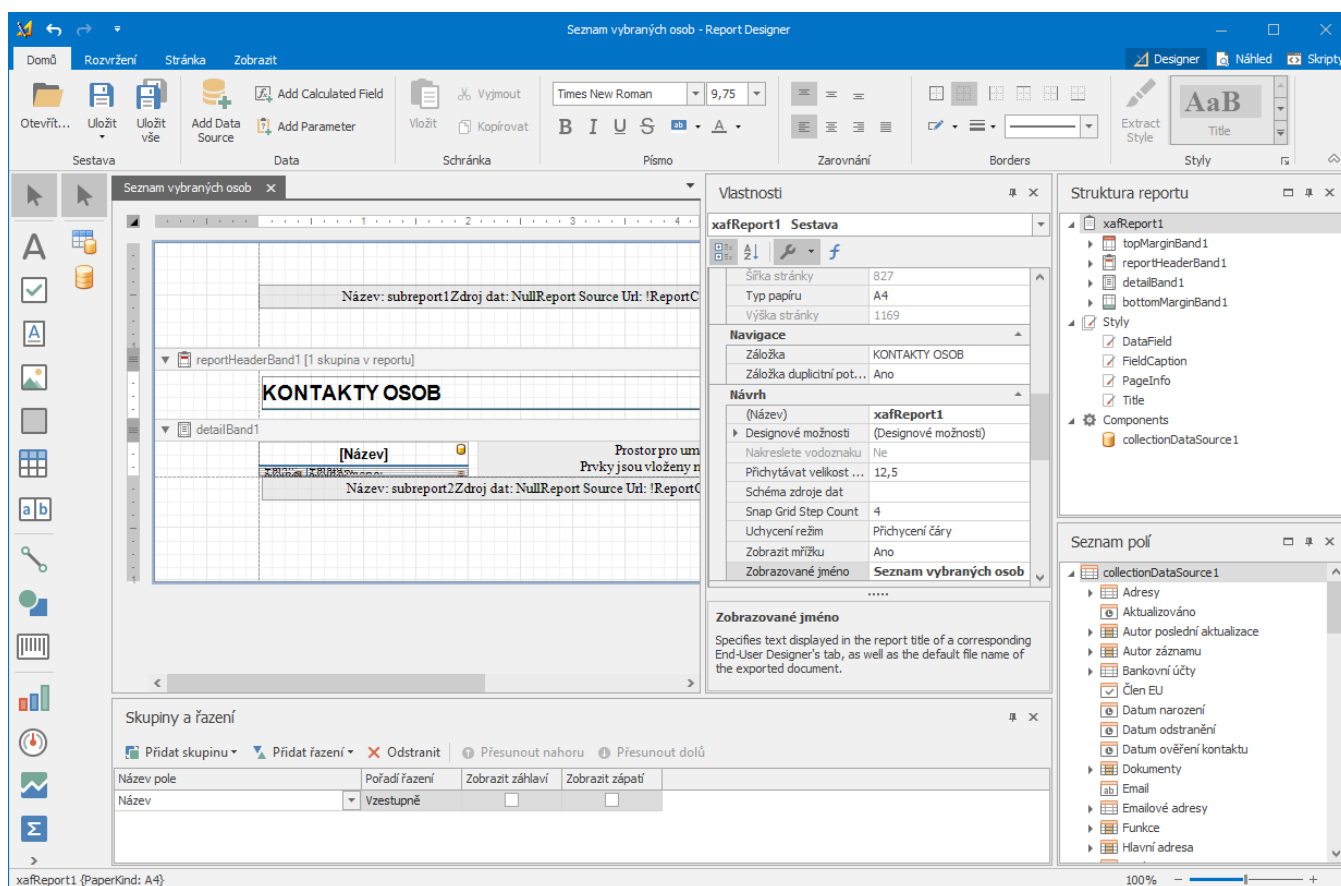 Seznam vybraných osob - Report Designer
Domů Rozvržení Stránka Zobrazit Designer Náhled Skripty
Otevřít... Uložit Uložit vše Add Data Source Add Calculated Field Add Parameter Vložit Vyjmout Kopírovat Times New Roman 9,75 B I U S ab A Extract Style AaB Title
Sestava Data Schránka Písmo Zarovnání Borders Styly
Seznam vybraných osob
1 2 3 4
Název: subreport1Zdroj dat: NullReport Source Url: !ReportC
reportHeaderBand1 [1 skupina v reportu]
KONTAKTY OSOB
detailBand1
[Název]
Prostor pro um
Prvky jsou vloženy n
Název: subreport2Zdroj dat: NullReport Source Url: !ReportC
Vlastnosti
xafReport1 Sestava
Šířka stránky 827
Typ papíru A4
Výška stránky 1169
Navigace
Záložka KONTAKTY OSOB
Záložka duplicitní pot... Ano
Návrh
(Název) xafReport1
Designové možnosti (Designové možnosti)
Nakreslete vodoznaku Ne
Přichytávat velikost ... 12,5
Schéma zdroje dat
Snap Grid Step Count 4
Uchycení režim Přichycení čáry
Zobrazit mřížku Ano
Zobrazované jméno Seznam vybraných osob
Zobrazované jméno
Specifies text displayed in the report title of a corresponding
End-User Designer's tab, as well as the default file name of
the exported document.
Struktura reportu
xafReport1
topMarginBand1
reportHeaderBand1
detailBand1
bottomMarginBand1
Styly
DataField
FieldCaption
PageInfo
Title
Components
collectionDataSource1
Seznam polí
collectionDataSource1
Adresy
Aktualizováno
Autor poslední aktualizace
Autor záznamu
Bankovní účty
Člen EU
Datum narození
Datum odstranění
Datum ověření kontaktu
Dokumenty
Email
Emailové adresy
Funkce
Hlavní adresa
Skupiny a řazení
Přidat skupinu Přidat řazení Odstranit Přesunout nahoru Přesunout dolů
Název pole Pořadí řazení Zobrazit záhlaví Zobrazit zápatí
Název Vzestupně
xafReport1 {PaperKind: A4} 100%